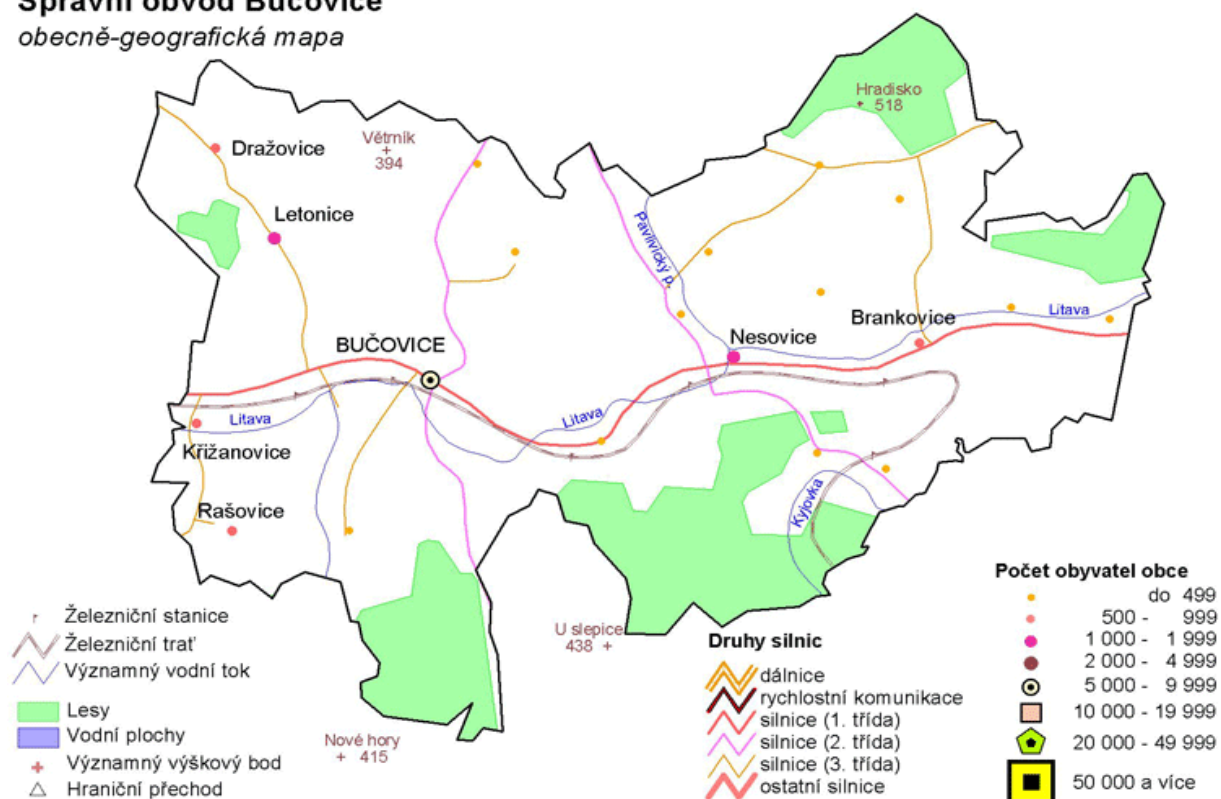 Správní obvod Bučovice
obecně-geografická mapa
Hradisko
518
Větrník
394
Dražovice
Letonice
Pavlivický p.
BUČOVICE
Nesovice
Brankovice
Litava
Litava
Litava
Křižanovice
Rašovice
Kyjovka
U slepice
438
Nové hory
415
Železniční stanice
Železniční trať
Významný vodní tok
Lesy
Vodní plochy
Významný výškový bod
Hraniční přechod
Druhy silnic
dálnice
rychlostní komunikace
silnice (1. třída)
silnice (2. třída)
silnice (3. třída)
ostatní silnice
Počet obyvatel obce
do 499
500 - 999
1 000 - 1 999
2 000 - 4 999
5 000 - 9 999
10 000 - 19 999
20 000 - 49 999
50 000 a více